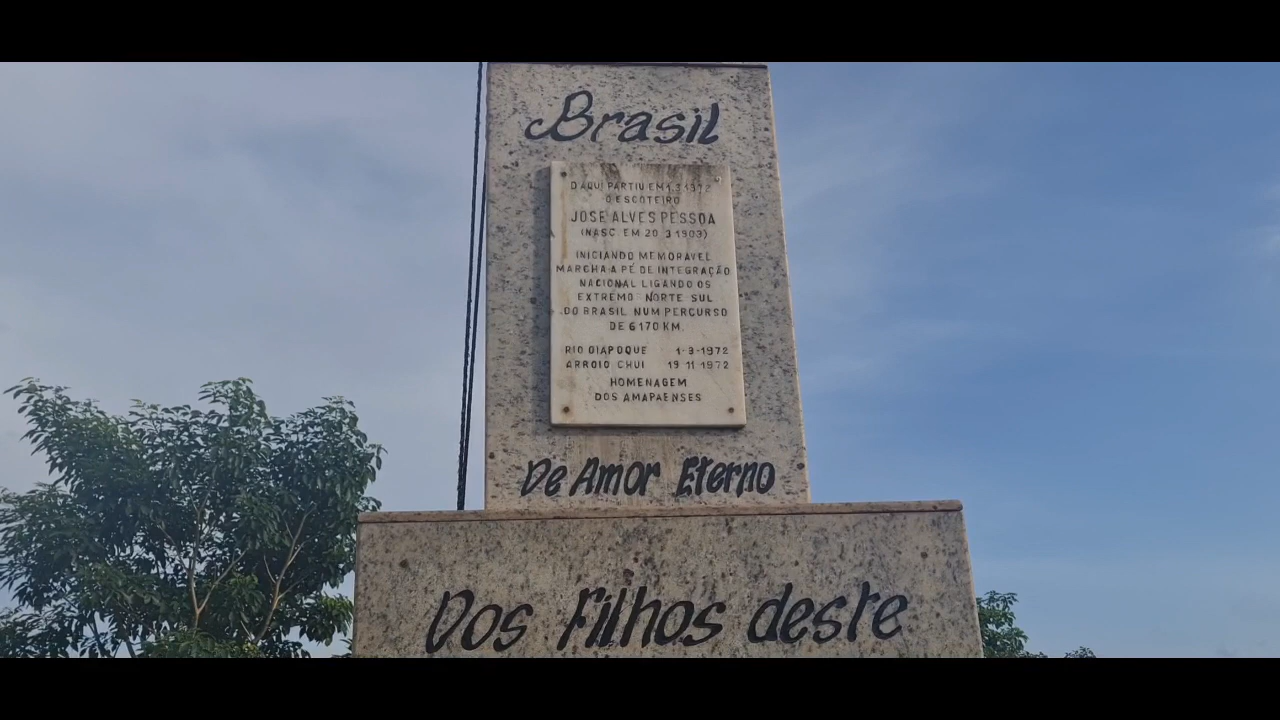 Brasil
DAQUI PARTIU EM 1.3.1972
O ESCOTEIRO
JOSE ALVES PESSOA
(NASC. EM 20 3 1903)
INICIANDO MEMORAVEL
MARCHA A PÉ DE INTEGRAÇÃO
NACIONAL LIGANDO OS
EXTREMO NORTE SUL
DO BRASIL NUM PERCURSO
DE 6170 KM.
RIO OIAPOQUE 1-3-1972
ARROIO CHUI 19 11 1972
HOMENAGEM
DOS AMAPAENSES
De Amor Eterno
Dos filhos deste